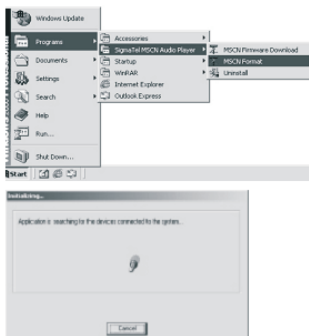 Windows Update
Programs
Documents
Settings
Search
Help
Run...
Shut Down...
Start
Accessories
SigmaTel MSCN Audio Player
Startup
WinRAR
Internet Explorer
Outlook Express
MSCN Firmware Download
MSCN Format
Uninstall
Initializing...
Application is searching for the devices connected to the system...
Cancel